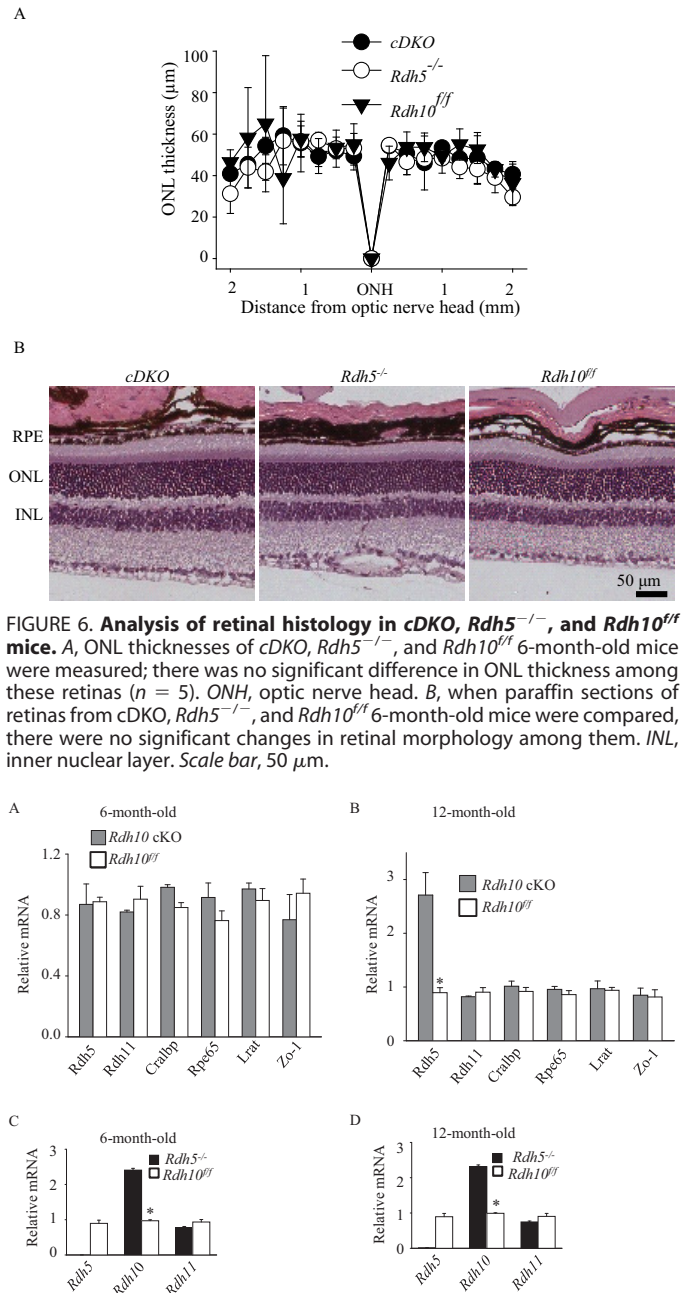 A
cDKO
Rdh5-/-
Rdh10f/f
ONL thickness (μm)
100
80
60
40
20
0
2 1 ONH 1 2
Distance from optic nerve head (mm)
B
cDKO Rdh5-/- Rdh10f/f
RPE
ONL
INL
50 μm
FIGURE 6. Analysis of retinal histology in cDKO, Rdh5−/−, and Rdh10f/f
mice. A, ONL thicknesses of cDKO, Rdh5−/−, and Rdh10f/f 6-month-old mice
were measured; there was no significant difference in ONL thickness among
these retinas (n = 5). ONH, optic nerve head. B, when paraffin sections of
retinas from cDKO, Rdh5−/−, and Rdh10f/f 6-month-old mice were compared,
there were no significant changes in retinal morphology among them. INL,
inner nuclear layer. Scale bar, 50 μm.
A 6-month-old
Rdh10 cKO
Rdh10f/f
Relative mRNA
1.2
0.8
0.4
0.0
Rdh5 Rdh11 Cralbp Rpe65 Lrat Zo-1
B 12-month-old
Rdh10 cKO
Rdh10f/f
Relative mRNA
3
2
1
0
*
Rdh5 Rdh11 Cralbp Rpe65 Lrat Zo-1
C 6-month-old
Rdh5-/-
Rdh10f/f
Relative mRNA
3
2
1
0
*
Rdh5 Rdh10 Rdh11
D 12-month-old
Rdh5-/-
Rdh10f/f
Relative mRNA
3
2
1
0
*
Rdh5 Rdh10 Rdh11